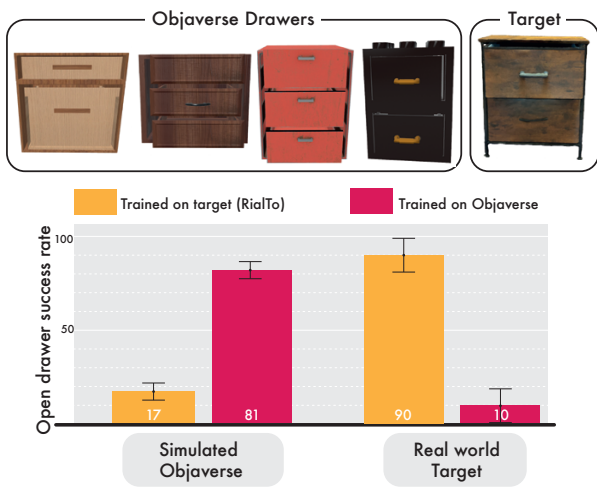 Objaverse Drawers
Target
Trained on target (RialTo)
Trained on Objaverse
Open drawer success rate
100
50
17
81
90
10
Simulated
Objaverse
Real world
Target